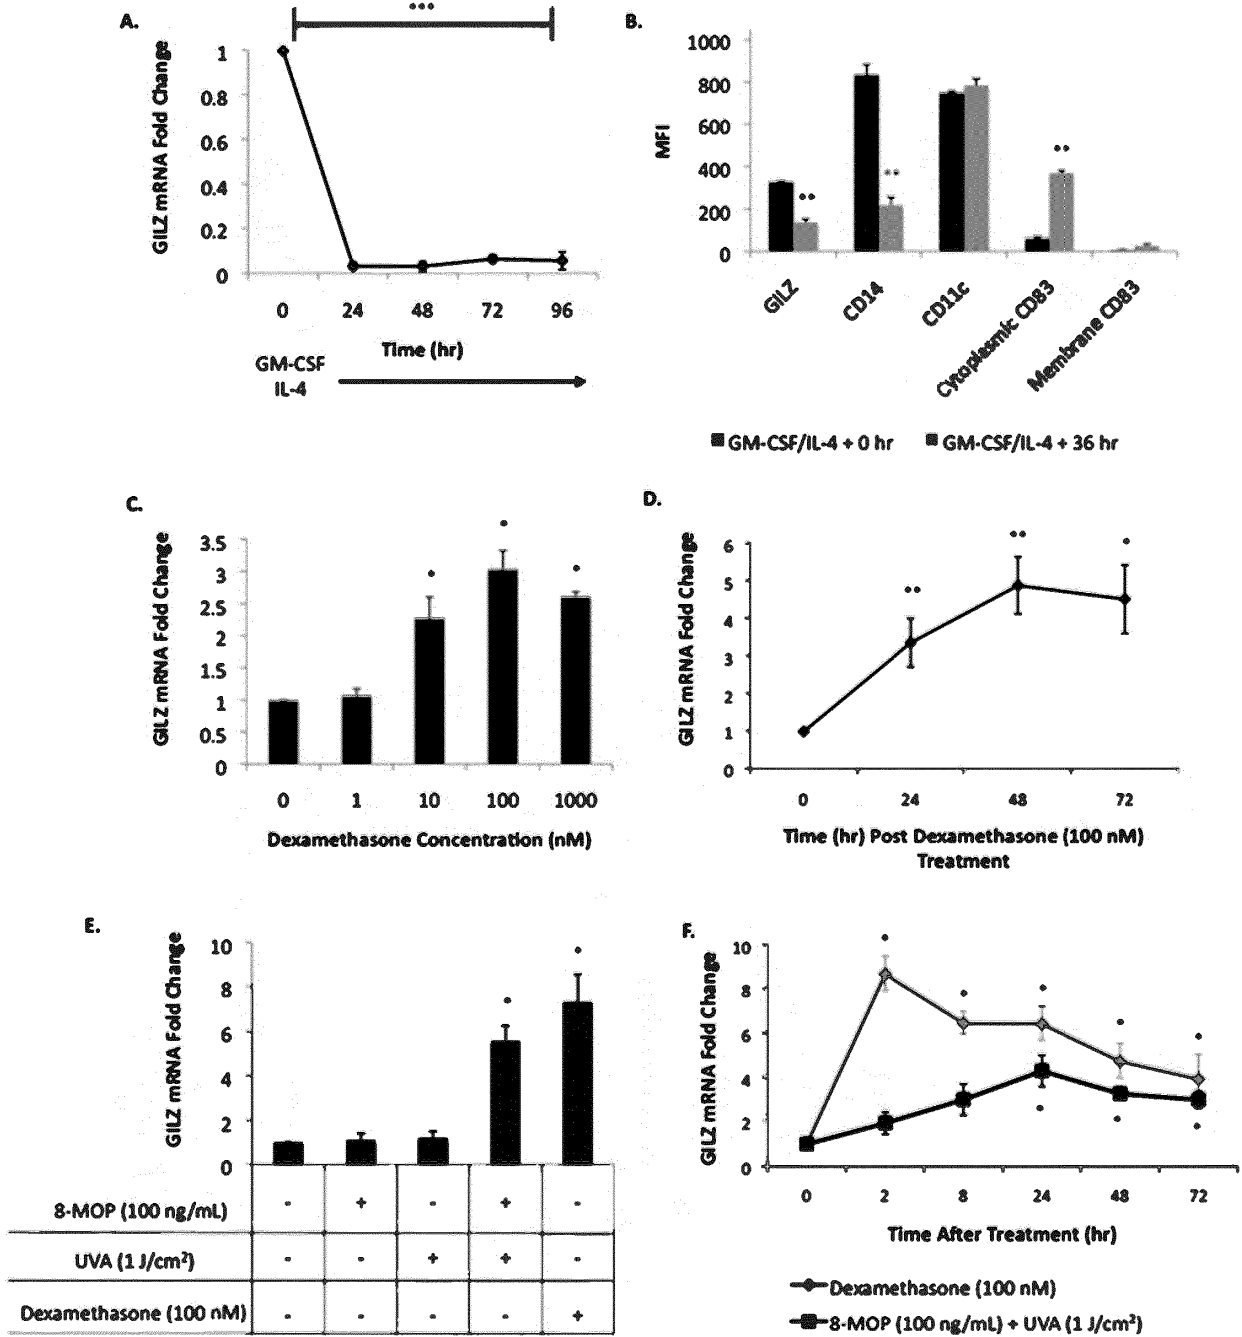 A.
•••
GILZ mRNA Fold Change
1
0.8
0.6
0.4
0.2
0
0 24 48 72 96
Time (hr)
GM-CSF
IL-4
B.
MFI
1000
800
600
400
200
0
••
••
••
GILZ
CD14
CD11c
Cytoplasmic CD83
Membrane CD83
GM-CSF/IL-4 + 0 hr GM-CSF/IL-4 + 36 hr
C.
GILZ mRNA Fold Change
3.5
3
2.5
2
1.5
1
0.5
0
•
•
•
0 1 10 100 1000
Dexamethasone Concentration (nM)
D.
GILZ mRNA Fold Change
6
5
4
3
2
1
0
••
••
•
0 24 48 72
Time (hr) Post Dexamethasone (100 nM)
Treatment
E.
GILZ mRNA Fold Change
10
8
6
4
2
0
•
•
8-MOP (100 ng/mL) - + - + -
UVA (1 J/cm²) - - + + -
Dexamethasone (100 nM) - - - - +
F.
GILZ mRNA Fold Change
10
8
6
4
2
0
• • • • •
• • •
0 2 8 24 48 72
Time After Treatment (hr)
Dexamethasone (100 nM)
8-MOP (100 ng/mL) + UVA (1 J/cm²)